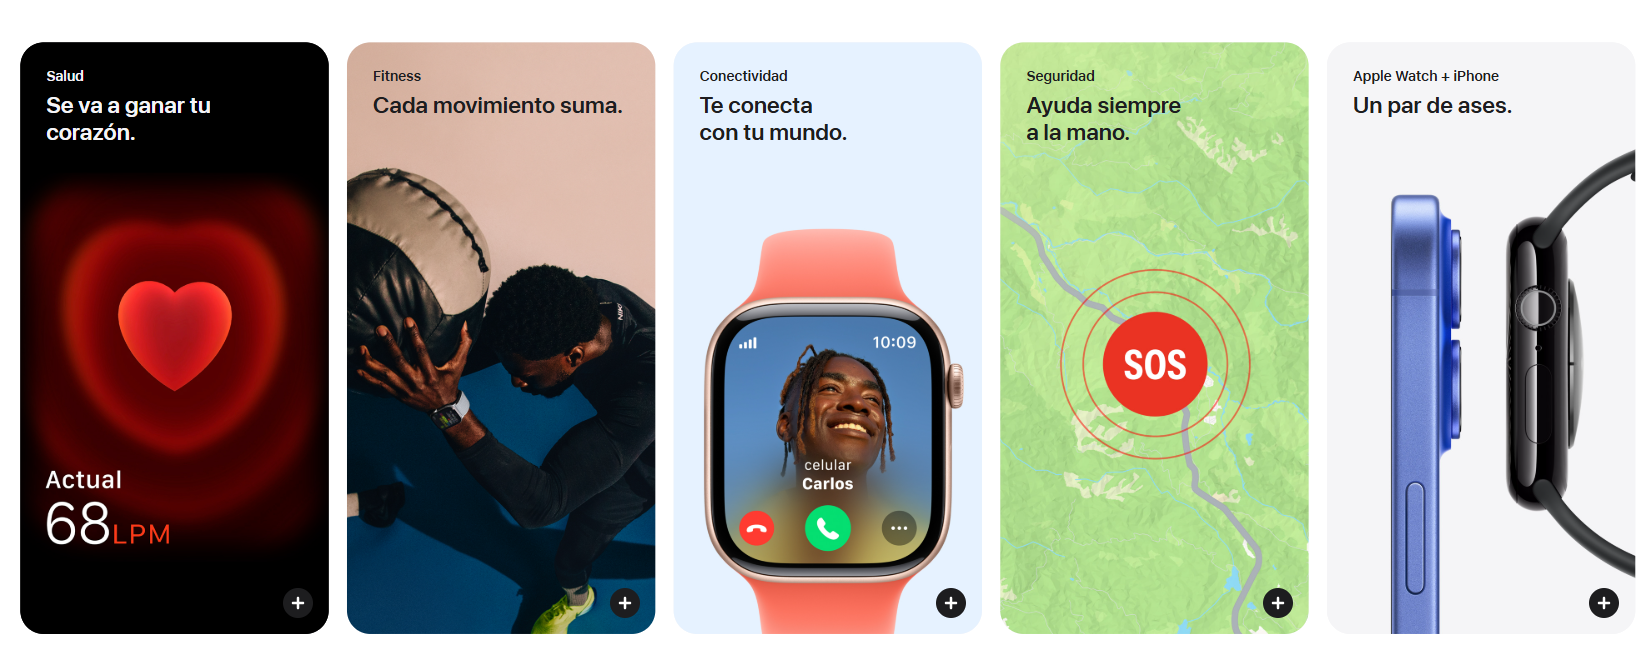 Salud
Se va a ganar tu
corazón.
Actual
68LPM
Fitness
Cada movimiento suma.
Conectividad
Te conecta
con tu mundo.
10:09
celular
Carlos
Seguridad
Ayuda siempre
a la mano.
SOS
Apple Watch + iPhone
Un par de ases.